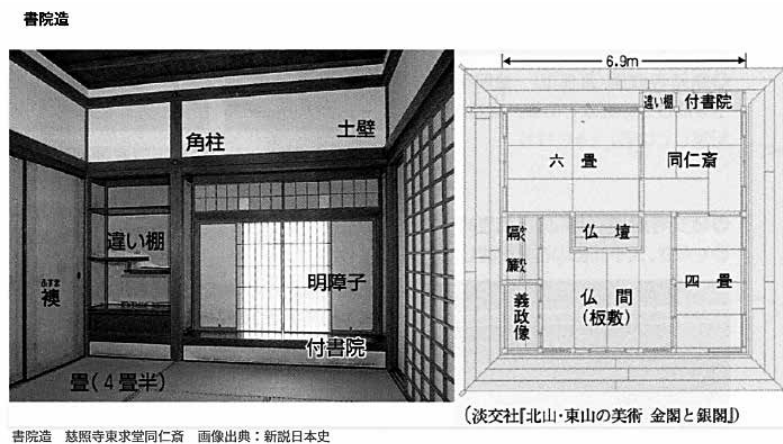 書院造
角柱
土壁
違い棚
明障子
ふすま
襖
付書院
畳(4畳半)
6.9m
違い棚 付書院
六畳
同仁斎
仏壇
四畳
義政像
仏間
(板敷)
(淡交社『北山・東山の美術 金閣と銀閣』)
書院造 慈照寺東求堂同仁斎 画像出典:新説日本史